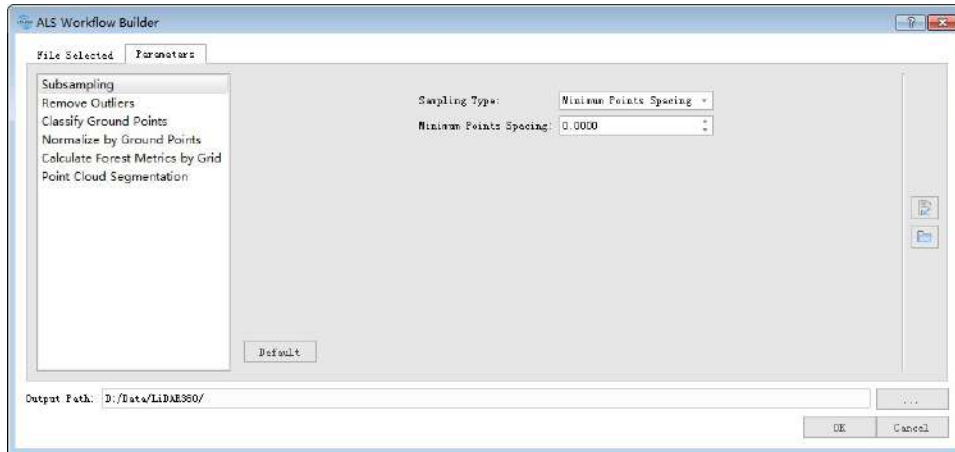 ALS Workflow Builder
File Selected Parameters
Subsampling
Remove Outliers
Classify Ground Points
Normalize by Ground Points
Calculate Forest Metrics by Grid
Point Cloud Segmentation
Sampling Type: Minimum Points Spacing
Minimum Points Spacing: 0.0000
Default
Output Path: D:/Data/LiDAR360/
...
OK Cancel